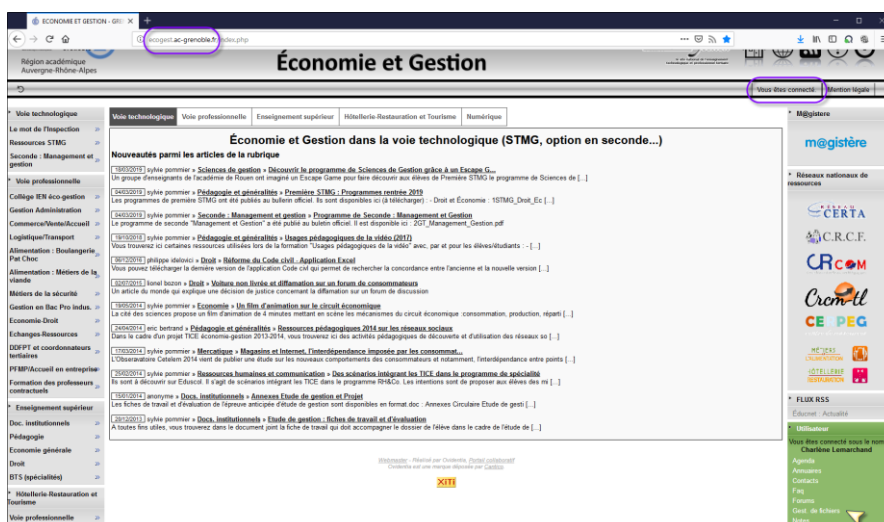 ECONOMIE ET GESTION - GRE
ecogest.ac-grenoble.fr/index.php
Région académique
Auvergne-Rhône-Alpes
Économie et Gestion
Vous êtes connecté.
Mention légale
Voie technologique
Le mot de l'Inspection
Ressources STMG
Seconde : Management et
gestion
Voie professionnelle
Collège IEN éco-gestion
Gestion Administration
Commerce/Vente/Accueil
Logistique/Transport
Alimentation : Boulangerie
Pat Choc
Alimentation : Métiers de la
viande
Métiers de la sécurité
Gestion en Bac Pro indus.
Economie-Droit
Echanges-Ressources
DDFPT et coordonnateurs
tertiaires
PFMP/Accueil en entreprise
Formation des professeurs
contractuels
Enseignement supérieur
Doc. institutionnels
Pédagogie
Economie générale
Droit
BTS (spécialités)
Hôtellerie-Restauration et
Tourisme
Voie professionnelle
Voie technologique
Voie professionnelle
Enseignement supérieur
Hôtellerie-Restauration et Tourisme
Numérique
Économie et Gestion dans la voie technologique (STMG, option en seconde...)
Nouveautés parmi les articles de la rubrique
18/03/2019 sylvie pommier » Sciences de gestion » Découvrir le programme de Sciences de Gestion grâce à un Escape G...
Un groupe d'enseignants de l'académie de Rouen ont imaginé un Escape Game pour faire découvrir aux élèves de Première STMG le programme de Sciences de [...]
04/03/2019 sylvie pommier » Pédagogie et généralités » Première STMG : Programmes rentrée 2019
Les programmes de première STMG ont été publiés au bulletin officiel. Ils sont disponibles ici (à télécharger) : - Droit et Économie : 1STMG_Droit_Ec [...]
04/03/2019 sylvie pommier » Seconde : Management et gestion » Programme de Seconde : Management et Gestion
Le programme de seconde "Management et Gestion" a été publié au buletin officiel. Il est disponible ici : 2GT_Management_Gestion.pdf
19/10/2018 sylvie pommier » Pédagogie et généralités » Usages pédagogiques de la vidéo (2017)
Vous trouverez ici certaines ressources utilisées lors de la formation "Usages pédagogiques de la vidéo" avec, par et pour les élèves/étudiants : - [...]
06/12/2016 philippe idelovici » Droit » Réforme du Code civil - Application Excel
Vous pouvez télécharger la dernière version de l'application Code civ qui permet de rechercher la concordance entre l'ancienne et la nouvelle version [...]
02/07/2015 lional bozon » Droit » Voiture non livrée et diffamation sur un forum de consommateurs
Un article du monde qui explique une décision de justice concernant la diffamation sur un forum de discussion
19/05/2014 sylvie pommier » Economie » Un film d'animation sur le circuit économique
La cité des sciences propose un film d'animation de 4 minutes mettant en scène les mécanismes du circuit économique :consommation, production, réparti [...]
24/04/2014 eric bertrand » Pédagogie et généralités » Ressources pédagogiques 2014 sur les réseaux sociaux
Dans le cadre d'un projet TICE économie-gestion 2013-2014, vous trouverez ici des activités pédagogiques de découverte et d'utilisation des réseaux so [...]
17/03/2014 sylvie pommier » Mercatique » Magasins et Internet, l'interdépendance imposée par les consommat...
L'Observatoire Cetelem 2014 vient de publier une étude sur les nouveaux comportements des consommateurs et notamment, l'interdépendance entre points [...]
25/02/2014 sylvie pommier » Ressources humaines et communication » Des scénarios intégrant les TICE dans le programme de spécialité
Ils sont à découvrir sur Eduscol. Il s'agit de scénarios intégrant les TICE dans le programme RH&Co. Les intentions sont de proposer aux élèves des mi [...]
15/01/2014 anonyme » Docs. institutionnels » Annexes Etude de gestion et Projet
Les fiches de travail et d'évaluation de l'épreuve anticipée d'étude de gestion sont disponibles en format doc : Annexes Circulaire Etude de gesti [...]
20/12/2013 sylvie pommier » Docs. institutionnels » Etude de gestion : fiches de travail et d'évaluation
A toutes fins utiles, vous trouverez dans le document joint la fiche de travail qui doit accompagner le dossier de l'élève dans le cadre de l'étude de [...]
Webmaster - Réalisé par Cordentia, Portail collaboratif
Cordentia est une marque déposée par
XiTi
M@gistere
m@gistère
Réseaux nationaux de
ressources
RÉSEAU
CERTA
C.R.C.F.
CRCOM
Crcm-tl
CEPEG
MÉTIERS
L'ALIMENTATION
HÔTELLERIE
RESTAURATION
FLUX RSS
Éducnet : Actualité
Utilisateur
Vous êtes connecté sous le nom
Charlène Lemarchand
Agenda
Annuaires
Contacts
Faq
Forums
Gest. de fichiers
Notes